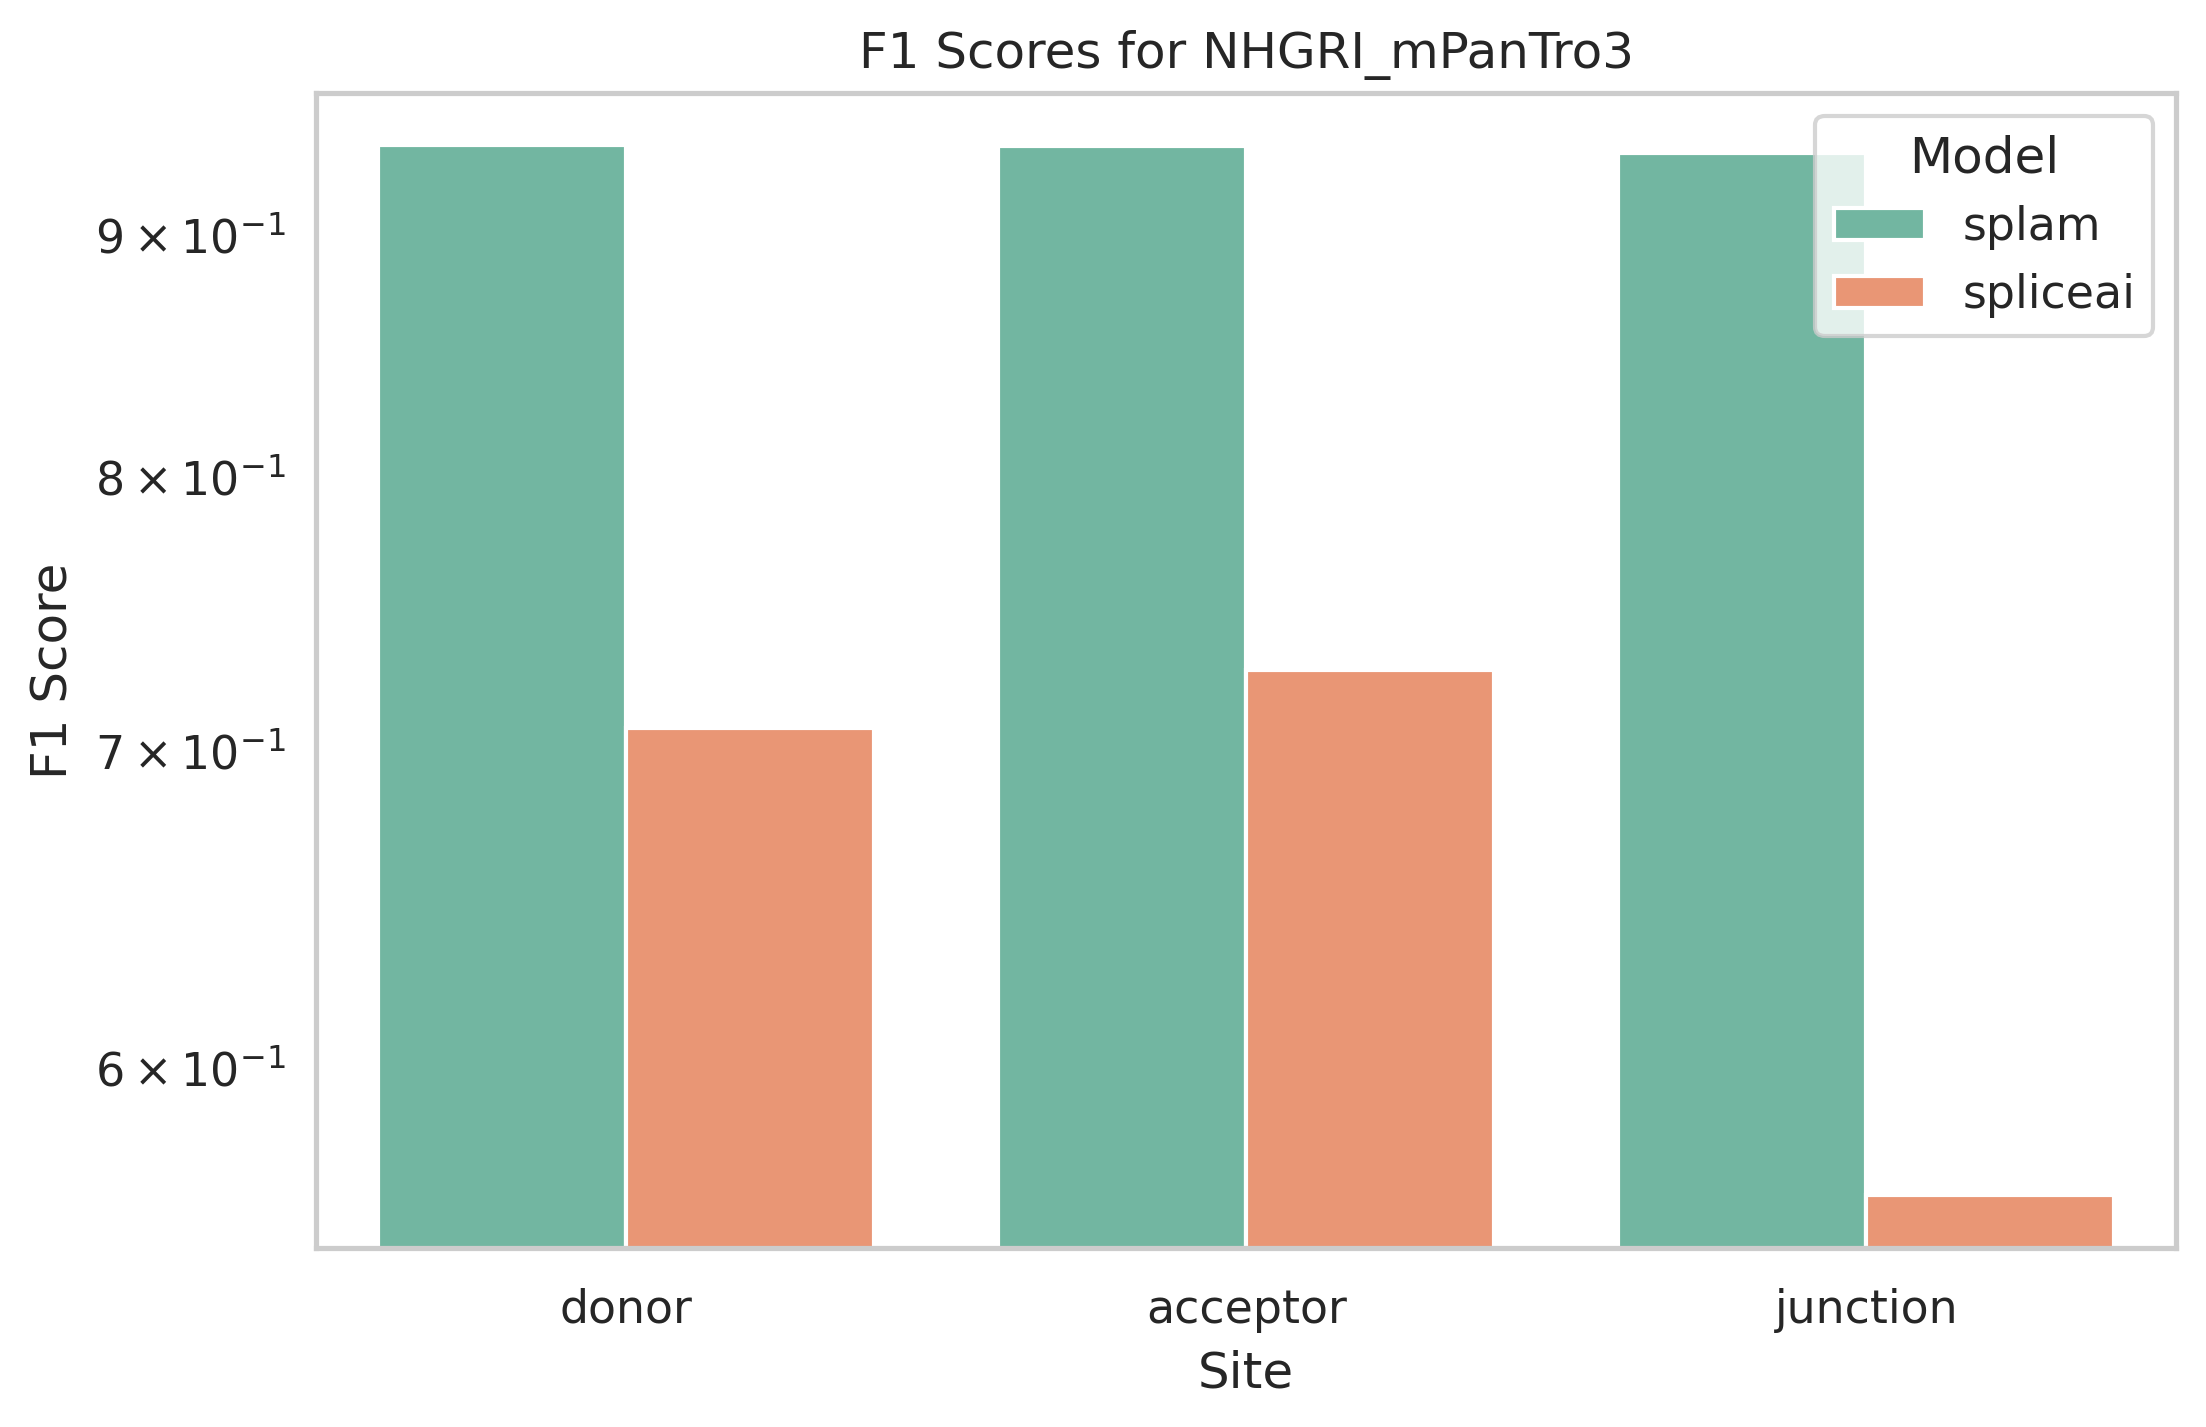 F1 Scores for NHGRI_mPanTro3
Model
splam
spliceai
9 × 10⁻¹
8 × 10⁻¹
7 × 10⁻¹
6 × 10⁻¹
F1 Score
donor
acceptor
junction
Site